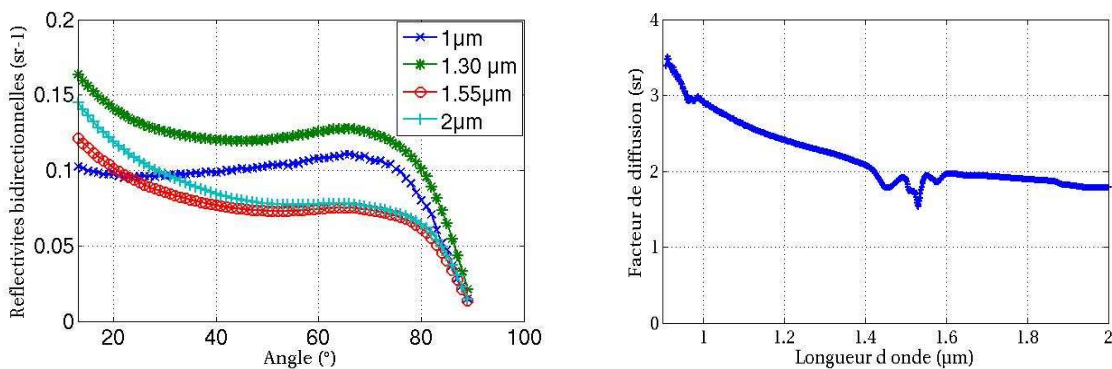 Reflectivites bidirectionnelles (sr-1)
0.2
0.15
0.1
0.05
0
20
40
60
80
100
Angle (°)
1µm
1.30 µm
1.55µm
2µm
Facteur de diffusion (sr)
4
3
2
1
0
1
1.2
1.4
1.6
1.8
2
Longueur d onde (µm)